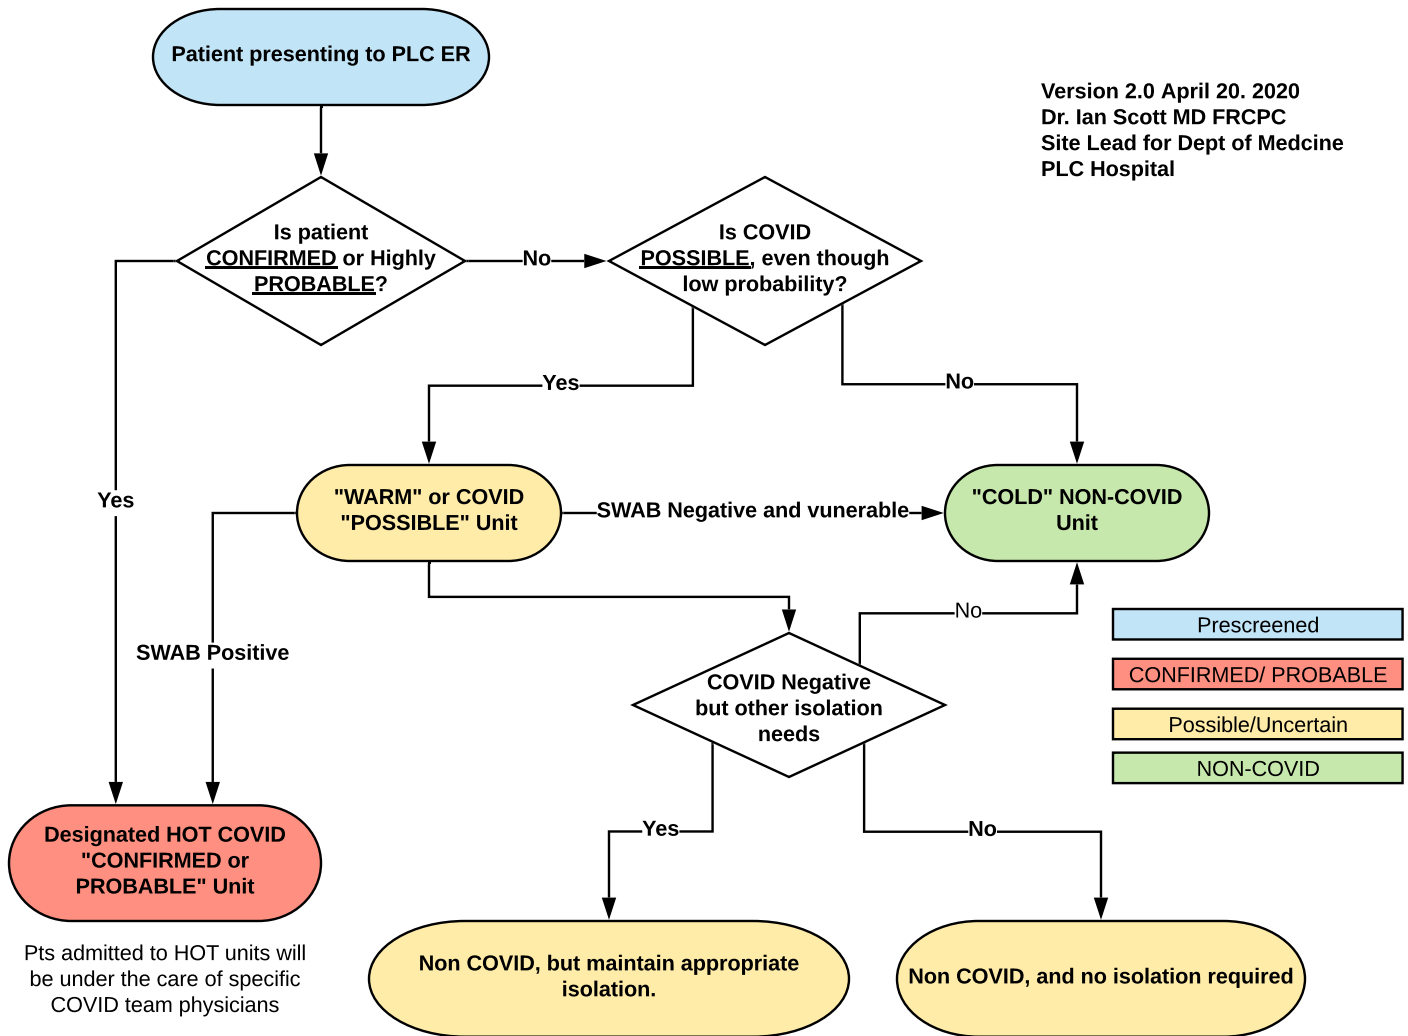 Patient presenting to PLC ER
Version 2.0 April 20. 2020
Dr. Ian Scott MD FRCPC
Site Lead for Dept of Medcine
PLC Hospital
Is patient
CONFIRMED or Highly
PROBABLE?
No
Is COVID
POSSIBLE, even though
low probability?
Yes
No
Yes
"WARM" or COVID
"POSSIBLE" Unit
SWAB Negative and vunerable
"COLD" NON-COVID
Unit
SWAB Positive
No
COVID Negative
but other isolation
needs
Prescreened
CONFIRMED/ PROBABLE
Possible/Uncertain
NON-COVID
Yes
No
Designated HOT COVID
"CONFIRMED or
PROBABLE" Unit
Pts admitted to HOT units will
be under the care of specific
COVID team physicians
Non COVID, but maintain appropriate
isolation.
Non COVID, and no isolation required